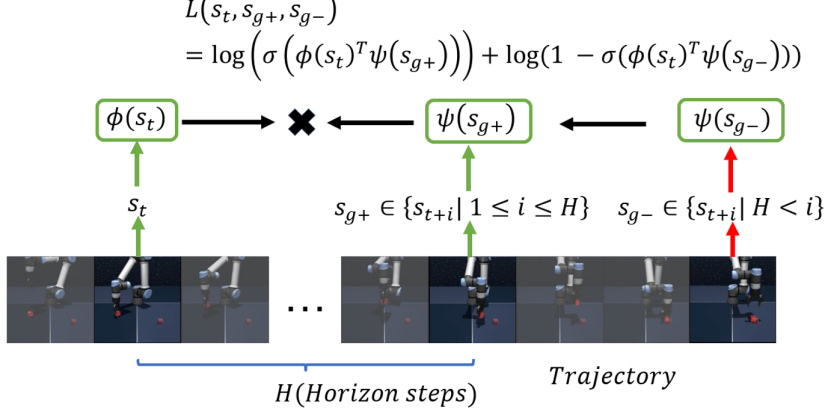 L(s_t, s_{g+}, s_{g−})
= log(σ(ϕ(s_t)^T ψ(s_{g+}))) + log(1 − σ(ϕ(s_t)^T ψ(s_{g−})))
ϕ(s_t) ψ(s_{g+}) ψ(s_{g−})
s_t s_{g+} ∈ {s_{t+i}| 1 ≤ i ≤ H} s_{g−} ∈ {s_{t+i}| H < i}
...
H(Horizon steps) Trajectory